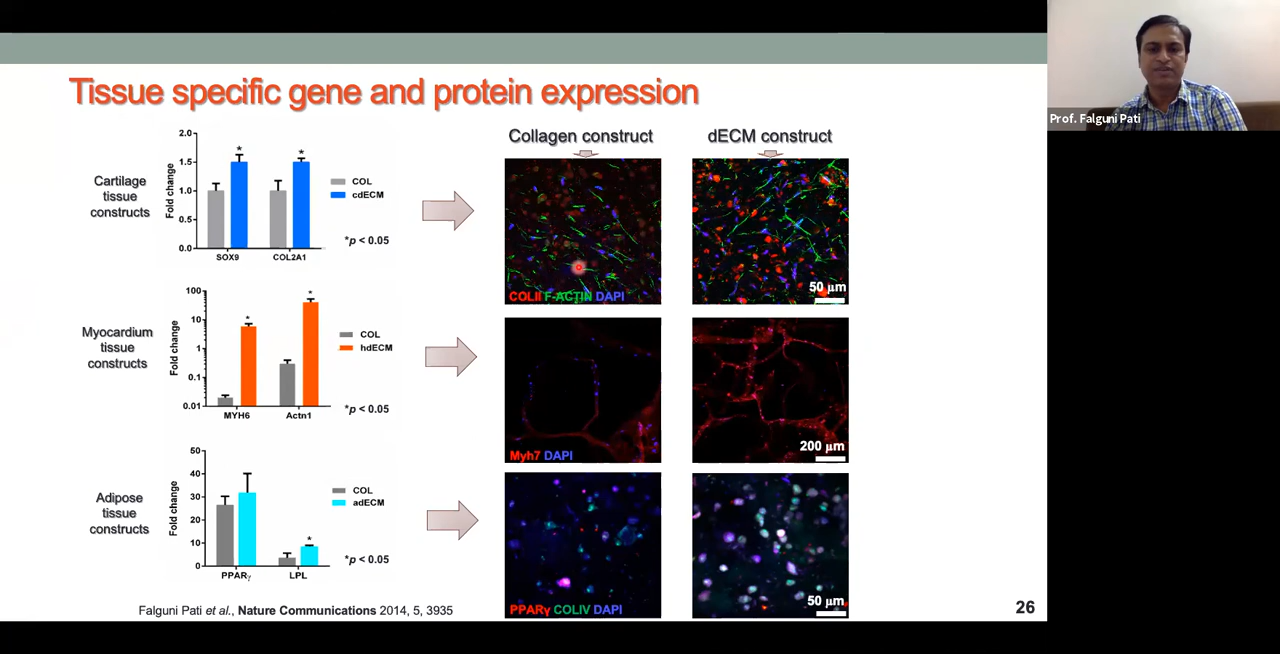 Prof. Falguni Pati
Tissue specific gene and protein expression
Collagen construct
dECM construct
Cartilage
tissue
constructs
Fold change
2.0
1.5
1.0
0.5
0.0
*
*
SOX9
COL2A1
COL
cdECM
*p < 0.05
COLII F-ACTIN DAPI
50 μm
Myocardium
tissue
constructs
Fold change
100
10
1
0.1
0.01
*
*
MYH6
Actn1
COL
hdECM
*p < 0.05
Myh7 DAPI
200 μm
Adipose
tissue
constructs
Fold change
50
40
30
20
10
0
*
PPARγ
LPL
COL
adECM
*p < 0.05
PPARγ COLIV DAPI
50 μm
Falguni Pati et al., Nature Communications 2014, 5, 3935
26